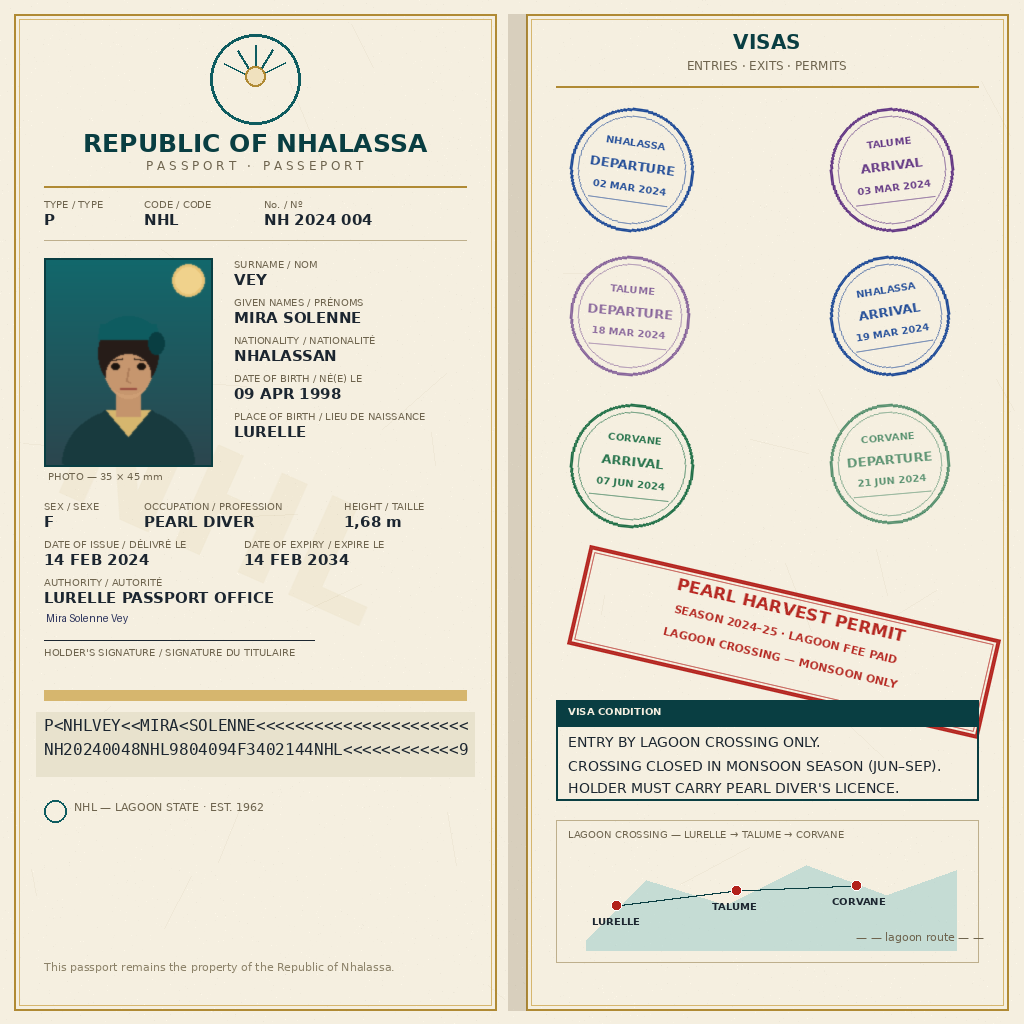 REPUBLIC OF NHALASSA
PASSPORT · PASSEPORT
TYPE / TYPE CODE / CODE No. / Nº
P NHL NH 2024 004
SURNAME / NOM
VEY
GIVEN NAMES / PRÉNOMS
MIRA SOLENNE
NATIONALITY / NATIONALITÉ
NHALASSAN
DATE OF BIRTH / NÉ(E) LE
09 APR 1998
PLACE OF BIRTH / LIEU DE NAISSANCE
LURELLE
PHOTO — 35 × 45 mm
NHL
SEX / SEXE OCCUPATION / PROFESSION HEIGHT / TAILLE
F PEARL DIVER 1,68 m
DATE OF ISSUE / DÉLIVRÉ LE DATE OF EXPIRY / EXPIRE LE
14 FEB 2024 14 FEB 2034
AUTHORITY / AUTORITÉ
LURELLE PASSPORT OFFICE
Mira Solenne Vey
HOLDER'S SIGNATURE / SIGNATURE DU TITULAIRE
P<NHLVEY<<MIRA<SOLENNE<<<<<<<<<<<<<<<<<<<<<<
NH20240048NHL9804094F3402144NHL<<<<<<<<<<<<9
NHL — LAGOON STATE · EST. 1962
This passport remains the property of the Republic of Nhalassa.
VISAS
ENTRIES · EXITS · PERMITS
NHALASSA
DEPARTURE
02 MAR 2024
TALUME
ARRIVAL
03 MAR 2024
TALUME
DEPARTURE
18 MAR 2024
NHALASSA
ARRIVAL
19 MAR 2024
CORVANE
ARRIVAL
07 JUN 2024
CORVANE
DEPARTURE
21 JUN 2024
PEARL HARVEST PERMIT
SEASON 2024–25 · LAGOON FEE PAID
LAGOON CROSSING — MONSOON ONLY
VISA CONDITION
ENTRY BY LAGOON CROSSING ONLY.
CROSSING CLOSED IN MONSOON SEASON (JUN–SEP).
HOLDER MUST CARRY PEARL DIVER'S LICENCE.
LAGOON CROSSING — LURELLE → TALUME → CORVANE
LURELLE
TALUME
CORVANE
— — lagoon route — —